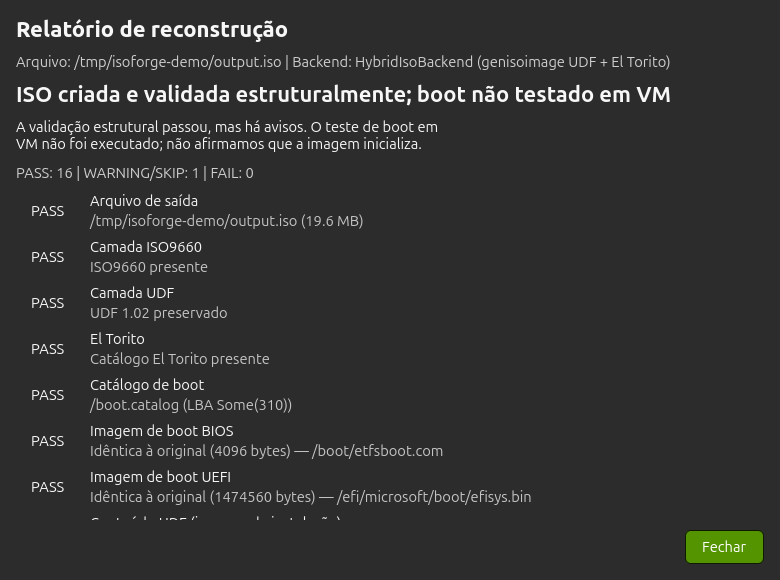 Relatório de reconstrução
Arquivo: /tmp/isoforge-demo/output.iso | Backend: HybridIsoBackend (genisoimage UDF + El Torito)
ISO criada e validada estruturalmente; boot não testado em VM
A validação estrutural passou, mas há avisos. O teste de boot em
VM não foi executado; não afirmamos que a imagem inicializa.
PASS: 16 | WARNING/SKIP: 1 | FAIL: 0
Arquivo de saída
PASS
/tmp/isoforge-demo/output.iso (19.6 MB)
Camada ISO9660
PASS
ISO9660 presente
Camada UDF
PASS
UDF 1.02 preservado
El Torito
PASS
Catálogo El Torito presente
Catálogo de boot
PASS
/boot.catalog (LBA Some(310))
Imagem de boot BIOS
PASS
Idêntica à original (4096 bytes) — /boot/etfsboot.com
Imagem de boot UEFI
PASS
Idêntica à original (1474560 bytes) — /efi/microsoft/boot/efisys.bin
Fechar